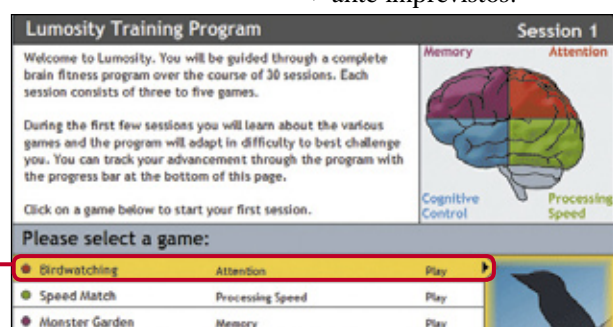 ante imprevistos.
Lumosity Training Program
Session 1
Welcome to Lumosity. You will be guided through a complete
brain fitness program over the course of 30 sessions. Each
session consists of three to five games.
During the first few sessions you will learn about the various
games and the program will adapt in difficulty to best challenge
you. You can track your advancement through the program with
the progress bar at the bottom of this page.
Click on a game below to start your first session.
Memory
Attention
Cognitive
Control
Processing
Speed
Please select a game:
Birdwatching Attention Play
Speed Match Processing Speed Play
Monster Garden Memory Play